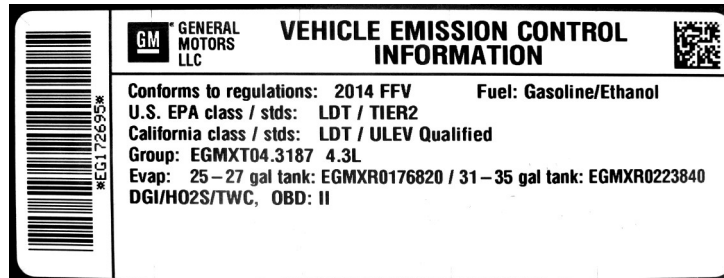 GM
GENERAL
MOTORS
LLC
VEHICLE EMISSION CONTROL
INFORMATION
*EG172695*
Conforms to regulations: 2014 FFV Fuel: Gasoline/Ethanol
U.S. EPA class / stds: LDT / TIER2
California class / stds: LDT / ULEV Qualified
Group: EGMXT04.3187 4.3L
Evap: 25–27 gal tank: EGMXR0176820 / 31–35 gal tank: EGMXR0223840
DGI/HO2S/TWC, OBD: II